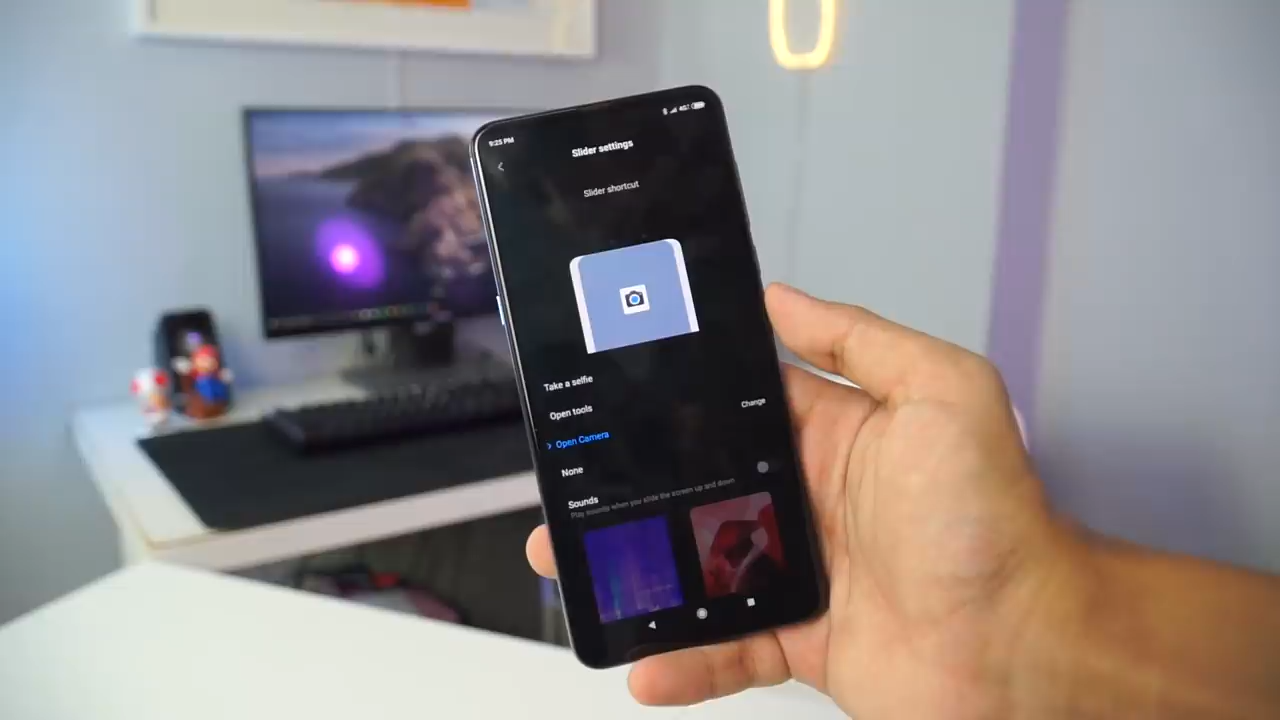 9:25 PM
4G
Slider settings
Slider shortcut
Take a selfie
Open tools
Change
Open Camera
None
Sounds
Play sounds when you slide the screen up and down